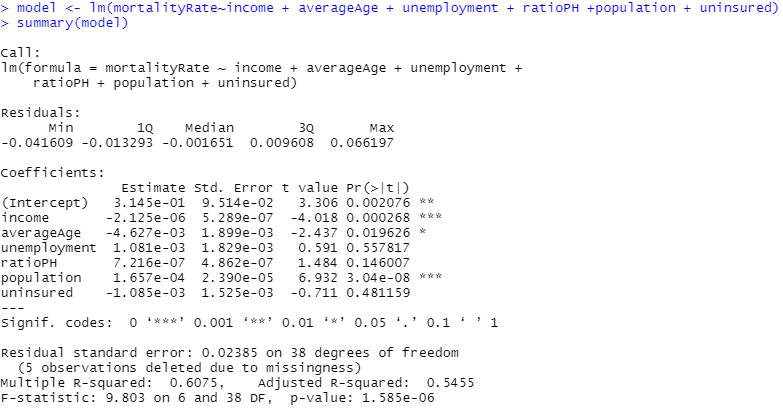 > model <- lm(mortalityRate~income + averageAge + unemployment + ratioPH +population + uninsured)
> summary(model)
Call:
lm(formula = mortalityRate ~ income + averageAge + unemployment +
    ratioPH + population + uninsured)
Residuals:
      Min        1Q    Median        3Q       Max
-0.041609 -0.013293 -0.001651  0.009608  0.066197
Coefficients:
               Estimate Std. Error t value Pr(>|t|)
(Intercept)   3.145e-01  9.514e-02   3.306 0.002076 **
income       -2.125e-06  5.289e-07  -4.018 0.000268 ***
averageAge   -4.627e-03  1.899e-03  -2.437 0.019626 *
unemployment  1.081e-03  1.829e-03   0.591 0.557817
ratioPH       7.216e-07  4.862e-07   1.484 0.146007
population    1.657e-04  2.390e-05   6.932 3.04e-08 ***
uninsured    -1.085e-03  1.525e-03  -0.711 0.481159
---
Signif. codes:  0 ‘***’ 0.001 ‘**’ 0.01 ‘*’ 0.05 ‘.’ 0.1 ‘ ’ 1
Residual standard error: 0.02385 on 38 degrees of freedom
  (5 observations deleted due to missingness)
Multiple R-squared:  0.6075,    Adjusted R-squared:  0.5455
F-statistic: 9.803 on 6 and 38 DF,  p-value: 1.585e-06